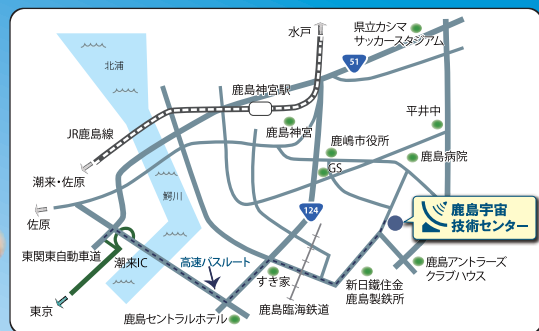 水戸
県立カシマ
サッカースタジアム
北浦
51
鹿島神宮駅
平井中
鹿島神宮
JR鹿島線
鹿嶋市役所
鹿島病院
GS
潮来・佐原
鰐川
佐原
124
鹿島宇宙
技術センター
東関東自動車道
潮来IC
高速バスルート
すき家
新日鐵住金
鹿島製鉄所
鹿島アントラーズ
クラブハウス
東京
鹿島セントラルホテル
鹿島臨海鉄道